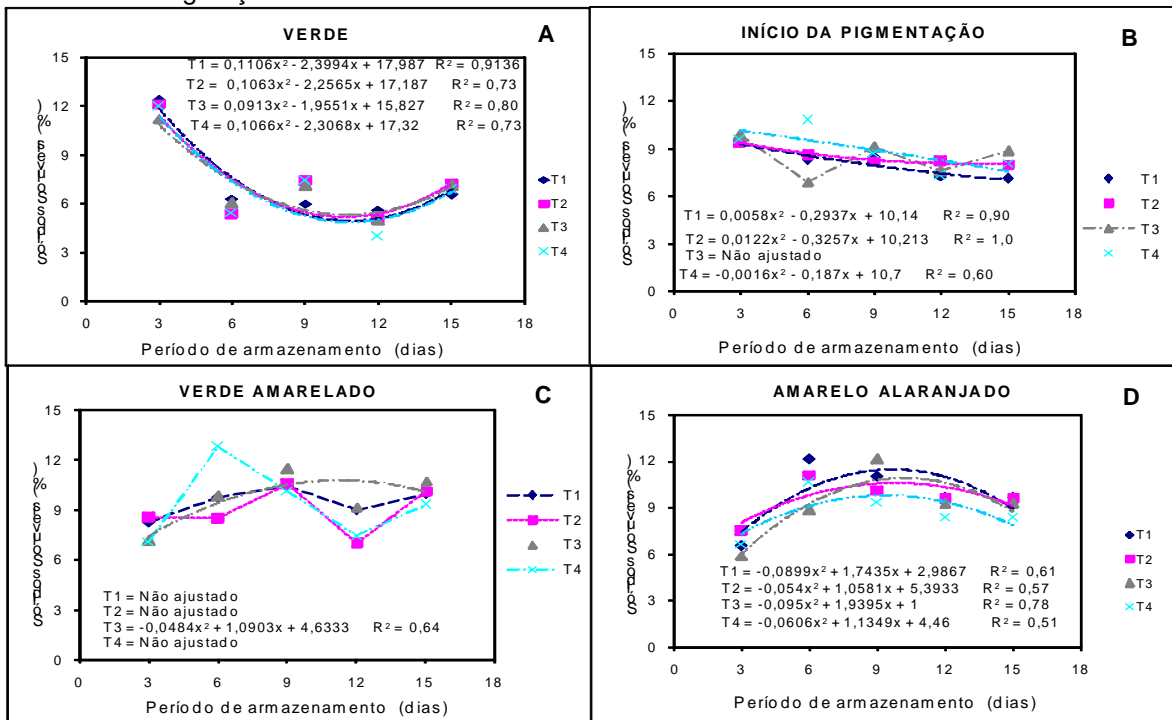 VERDE
A
T1 = 0,1106x² - 2,3994x + 17,987 R² = 0,9136
T2 = 0,1063x² - 2,2565x + 17,187 R² = 0,73
T3 = 0,0913x² - 1,9551x + 15,827 R² = 0,80
T4 = 0,1066x² - 2,3068x + 17,32 R² = 0,73
15
12
9
6
3
0
Sólidos Solúveis (%)
0 3 6 9 12 15 18
Período de armazenamento (dias)
T1
T2
T3
T4
INÍCIO DA PIGMENTAÇÃO
B
15
12
9
6
3
0
Sólidos Solúveis (%)
T1 = 0,0058x² - 0,2937x + 10,14 R² = 0,90
T2 = 0,0122x² - 0,3257x + 10,213 R² = 1,0
T3 = Não ajustado
T4 = -0,0016x² - 0,187x + 10,7 R² = 0,60
0 3 6 9 12 15 18
Período de armazenamento (dias)
T1
T2
T3
T4
VERDE AMARELADO
C
15
12
9
6
3
0
Sólidos Solúveis (%)
T1 = Não ajustado
T2 = Não ajustado
T3 = -0,0484x² + 1,0903x + 4,6333 R² = 0,64
T4 = Não ajustado
0 3 6 9 12 15 18
Período de armazenamento (dias)
T1
T2
T3
T4
AMARELO ALARANJADO
D
15
12
9
6
3
0
Sólidos Solúveis (%)
T1 = -0,0899x² + 1,7435x + 2,9867 R² = 0,61
T2 = -0,054x² + 1,0581x + 5,3933 R² = 0,57
T3 = -0,095x² + 1,9395x + 1 R² = 0,78
T4 = -0,0606x² + 1,1349x + 4,46 R² = 0,51
0 3 6 9 12 15 18
Período de armazenamento (dias)
T1
T2
T3
T4